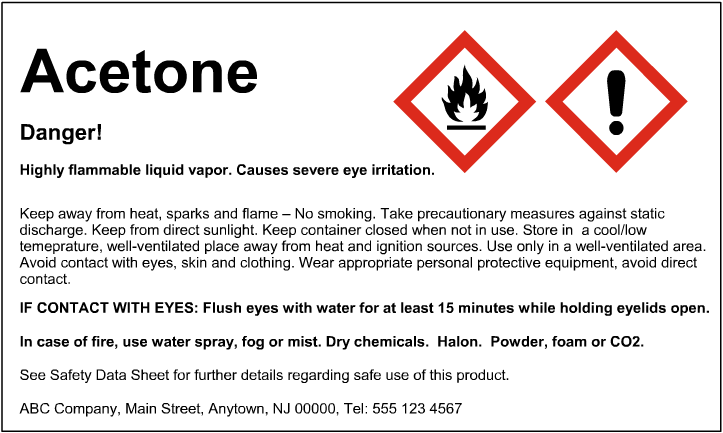 Acetone
Danger!
Highly flammable liquid vapor. Causes severe eye irritation.
Keep away from heat, sparks and flame – No smoking. Take precautionary measures against static
discharge. Keep from direct sunlight. Keep container closed when not in use. Store in  a cool/low
temeprature, well-ventilated place away from heat and ignition sources. Use only in a well-ventilated area.
Avoid contact with eyes, skin and clothing. Wear appropriate personal protective equipment, avoid direct
contact.
IF CONTACT WITH EYES: Flush eyes with water for at least 15 minutes while holding eyelids open.
In case of fire, use water spray, fog or mist. Dry chemicals.  Halon.  Powder, foam or CO2.
See Safety Data Sheet for further details regarding safe use of this product.
ABC Company, Main Street, Anytown, NJ 00000, Tel: 555 123 4567